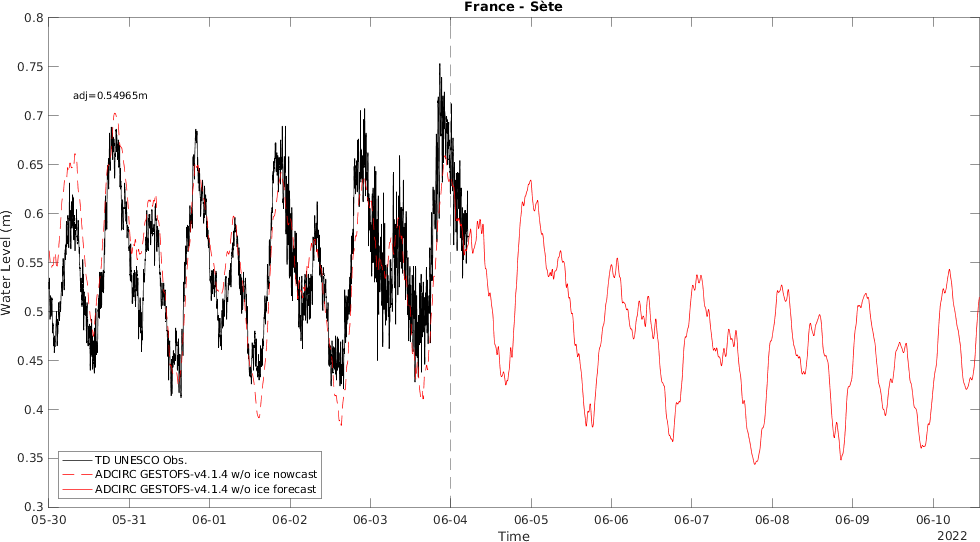 France - Sète
0.8
0.75
0.7
0.65
0.6
0.55
0.5
0.45
0.4
0.35
0.3
Water Level (m)
adj=0.54965m
TD UNESCO Obs.
ADCIRC GESTOFS-v4.1.4 w/o ice nowcast
ADCIRC GESTOFS-v4.1.4 w/o ice forecast
05-30 05-31 06-01 06-02 06-03 06-04 06-05 06-06 06-07 06-08 06-09 06-10
Time
2022